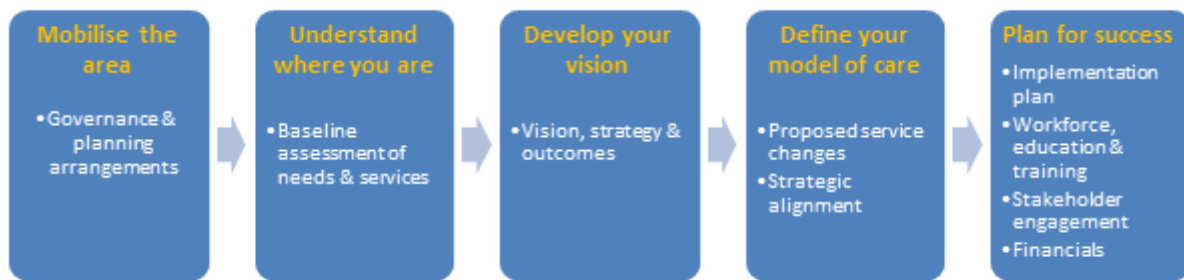 Mobilise the
area
•Governance &
planning
arrangements
Understand
where you are
•Baseline
assessment of
needs & services
Develop your
vision
•Vision, strategy &
outcomes
Define your
model of care
•Proposed service
changes
•Strategic
alignment
Plan for success
•Implementation
plan
•Workforce,
education &
training
•Stakeholder
engagement
•Financials